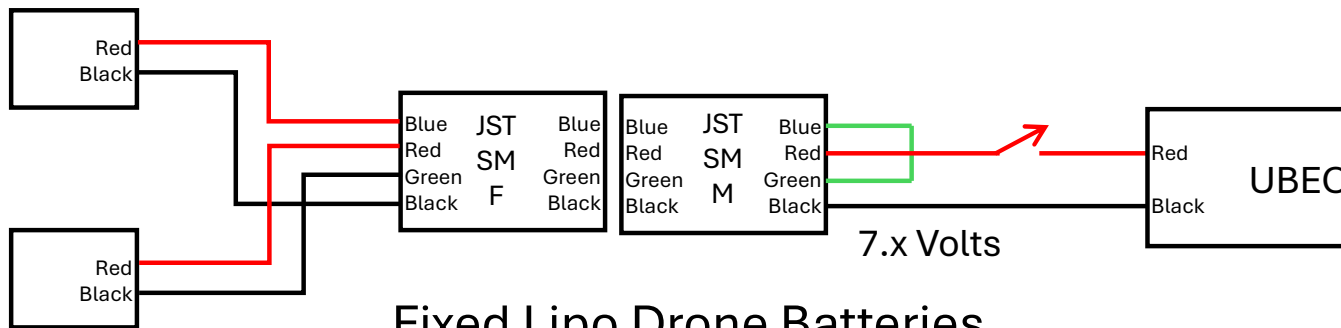 Red
Black
Red
Black
Blue
Red
Green
Black
JST
SM
F
Blue
Red
Green
Black
Blue
Red
Green
Black
JST
SM
M
Blue
Red
Green
Black
7.x Volts
Red
Black
UBEC
Fixed Lipo Drone Batteries